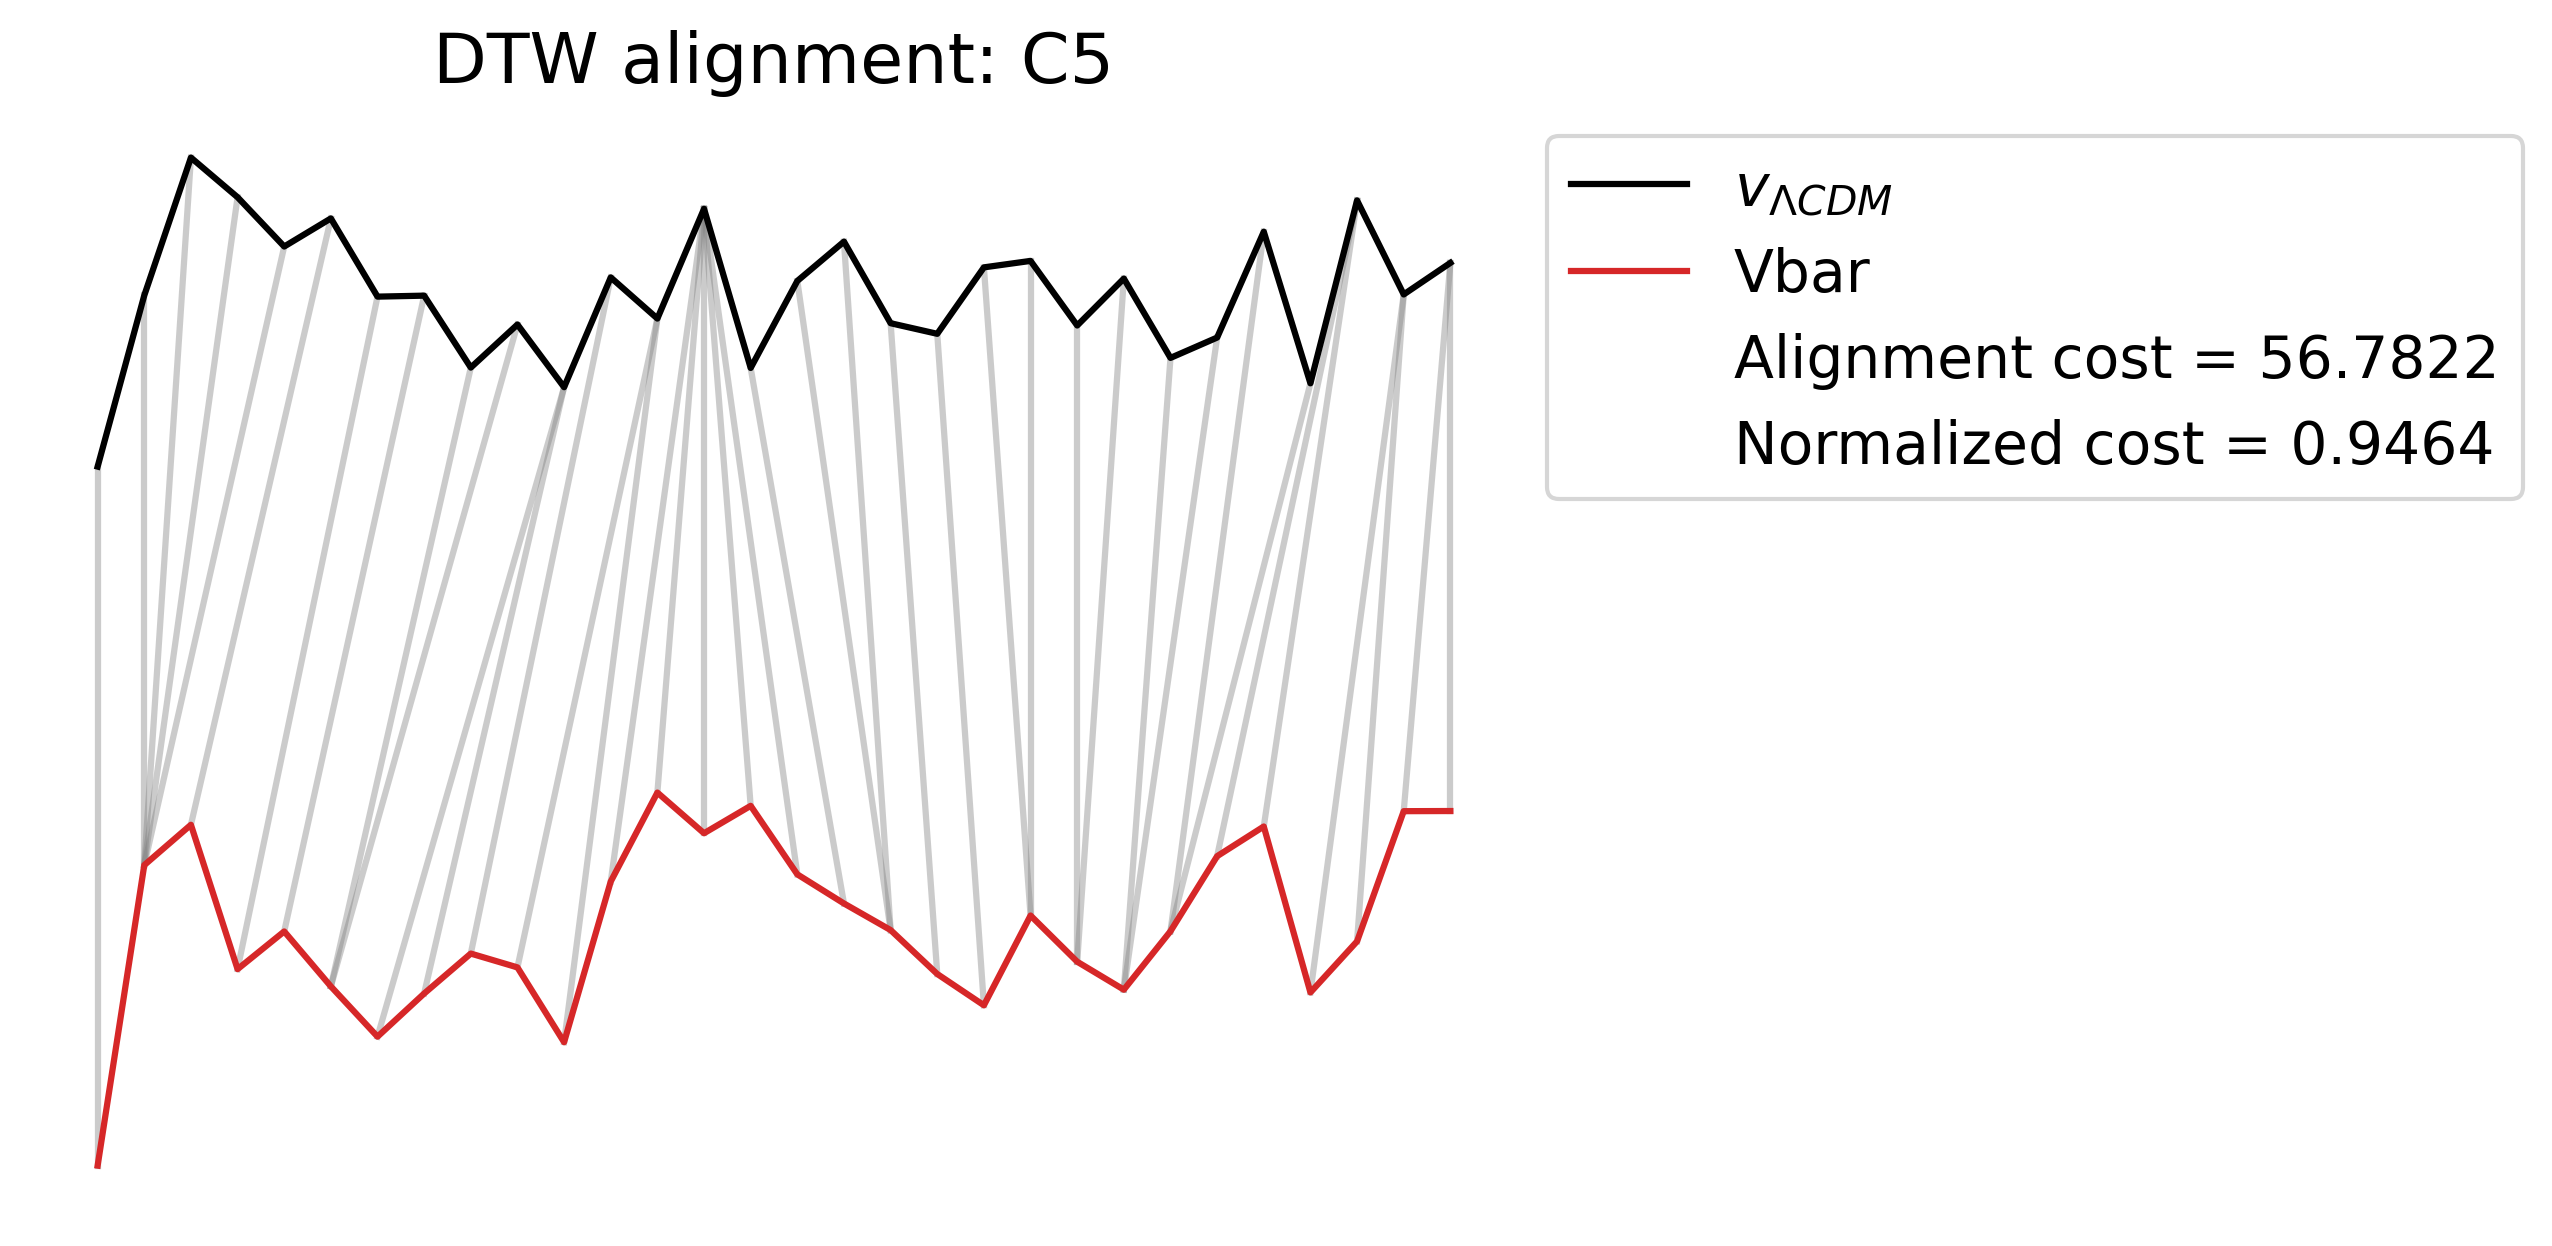 DTW alignment: C5
v_ΛCDM
Vbar
Alignment cost = 56.7822
Normalized cost = 0.9464